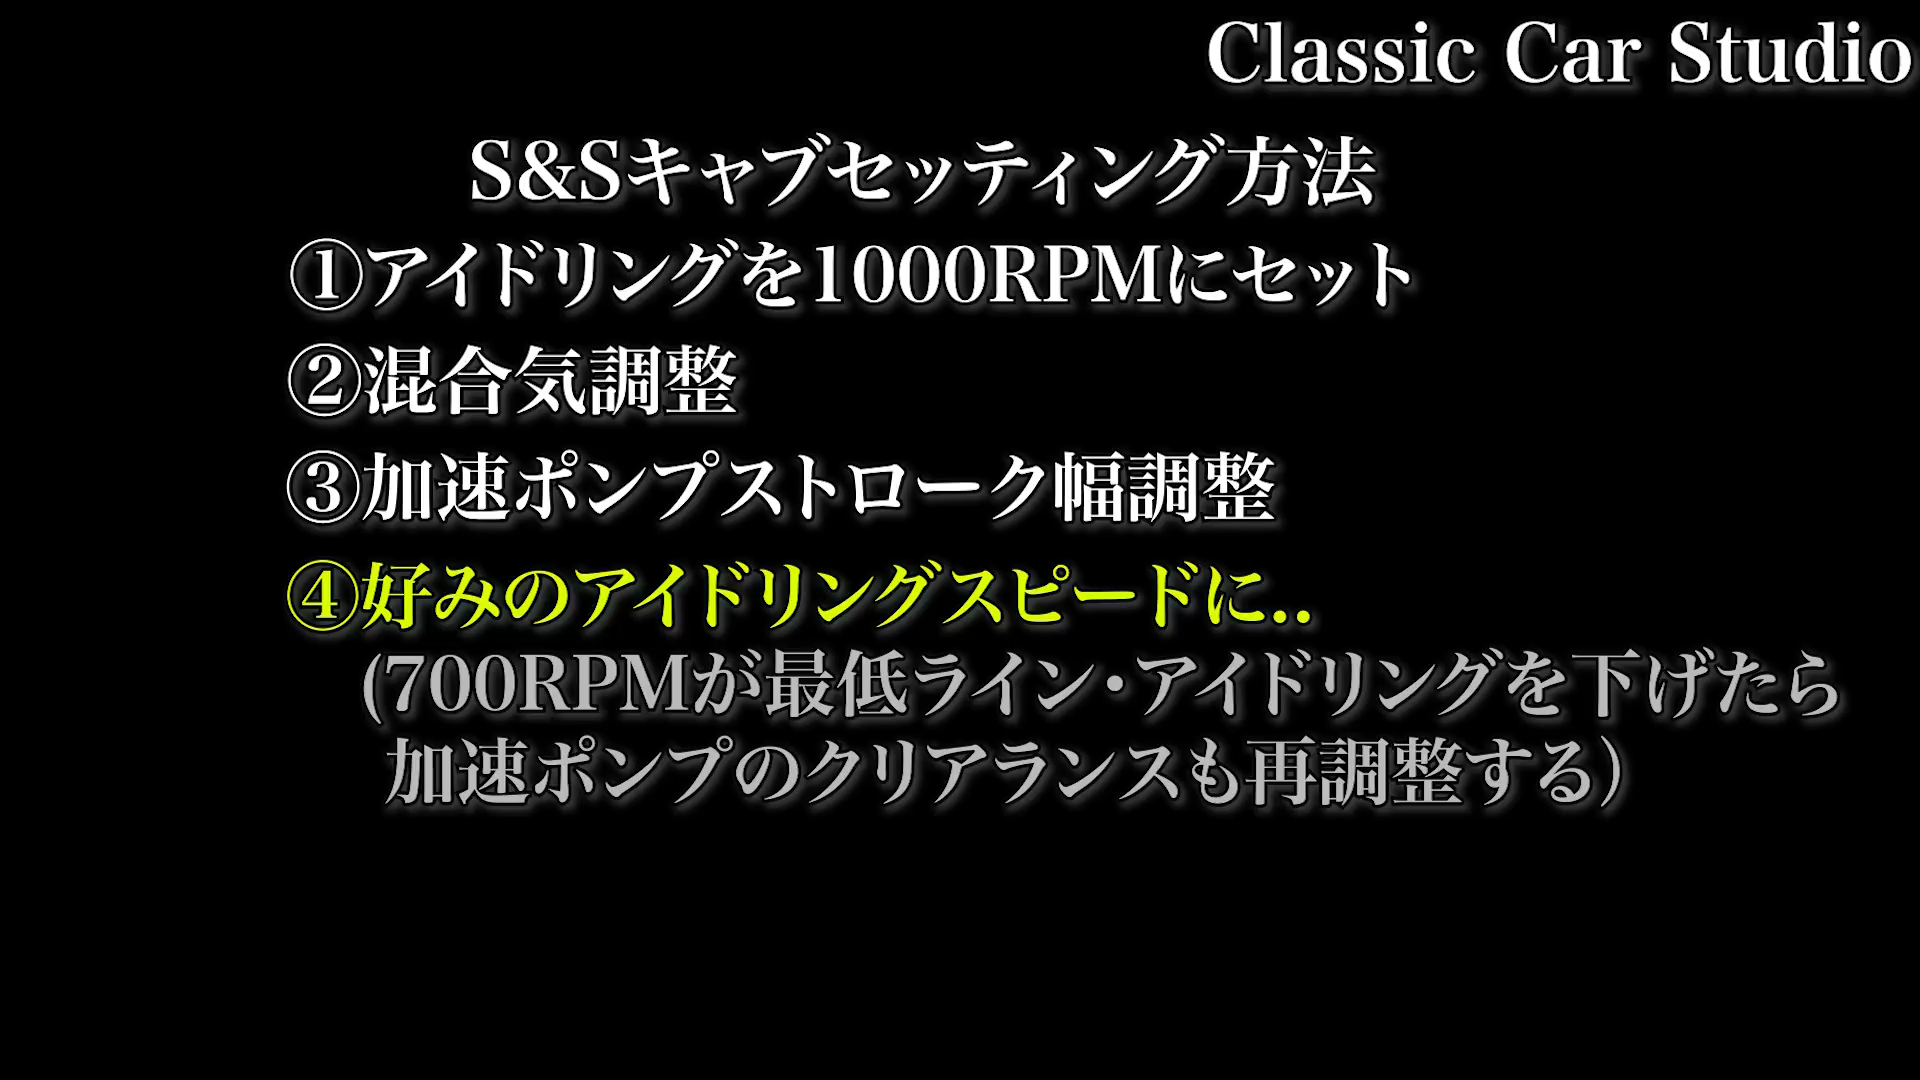 Classic Car Studio
S&Sキャブセッティング方法
①アイドリングを1000RPMにセット
②混合気調整
③加速ポンプストローク幅調整
④好みのアイドリングスピードに..
(700RPMが最低ライン・アイドリングを下げたら
加速ポンプのクリアランスも再調整する）